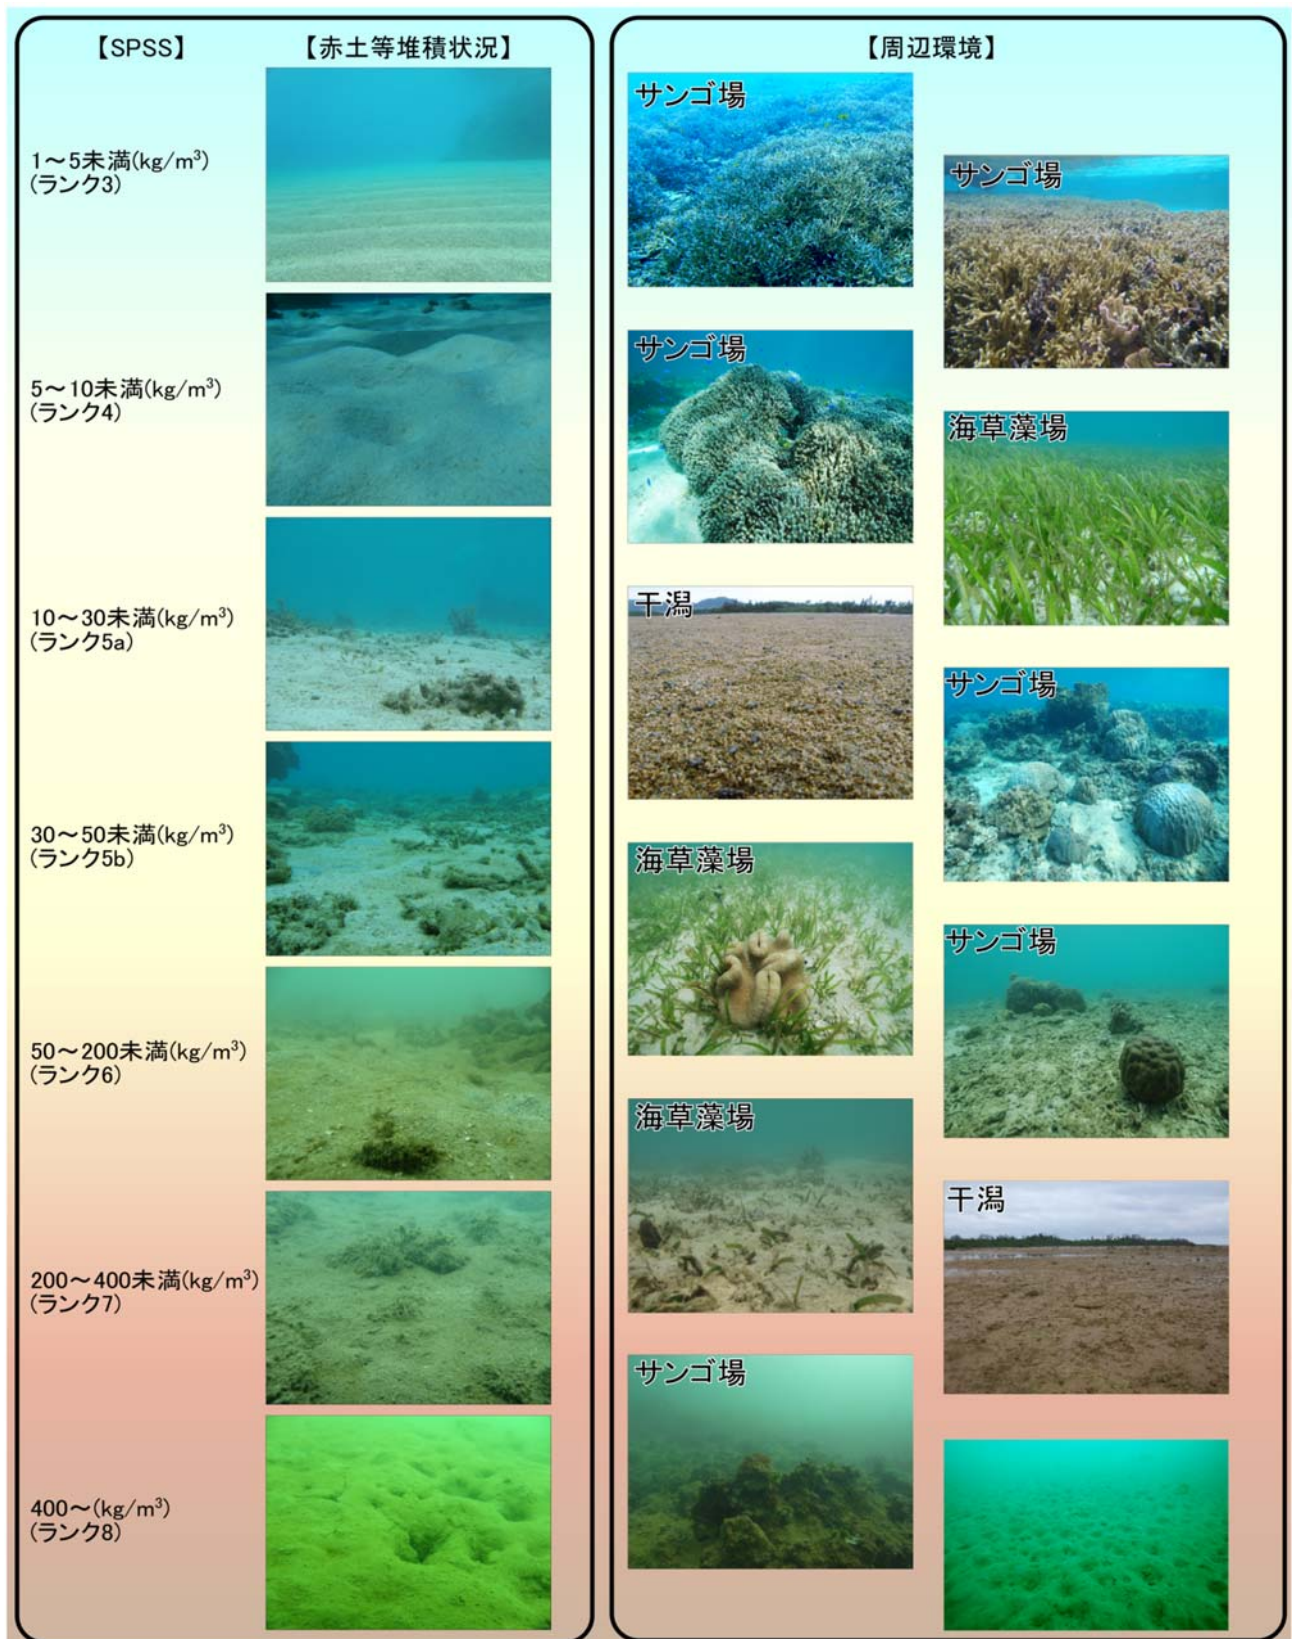 【SPSS】
【赤土等堆積状況】
1～5未満(kg/m³)
(ランク3)
5～10未満(kg/m³)
(ランク4)
10～30未満(kg/m³)
(ランク5a)
30～50未満(kg/m³)
(ランク5b)
50～200未満(kg/m³)
(ランク6)
200～400未満(kg/m³)
(ランク7)
400～(kg/m³)
(ランク8)
【周辺環境】
サンゴ場
サンゴ場
サンゴ場
海草藻場
干潟
サンゴ場
海草藻場
サンゴ場
海草藻場
干潟
サンゴ場